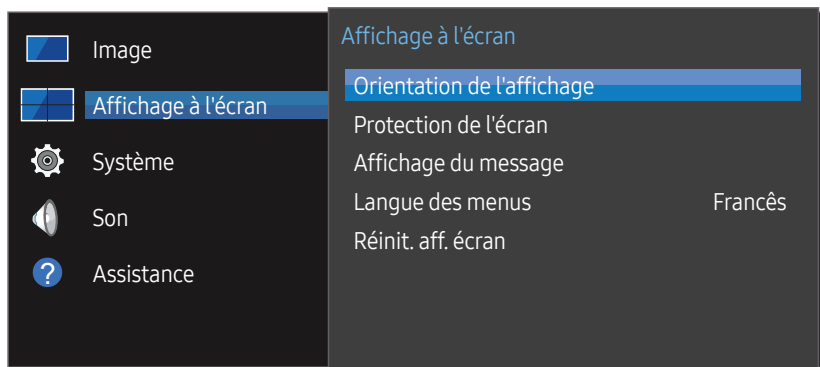 Image
Affichage à l'écran
Système
Son
?
Assistance
Affichage à l'écran
Orientation de l'affichage
Protection de l'écran
Affichage du message
Langue des menus Francês
Réinit. aff. écran